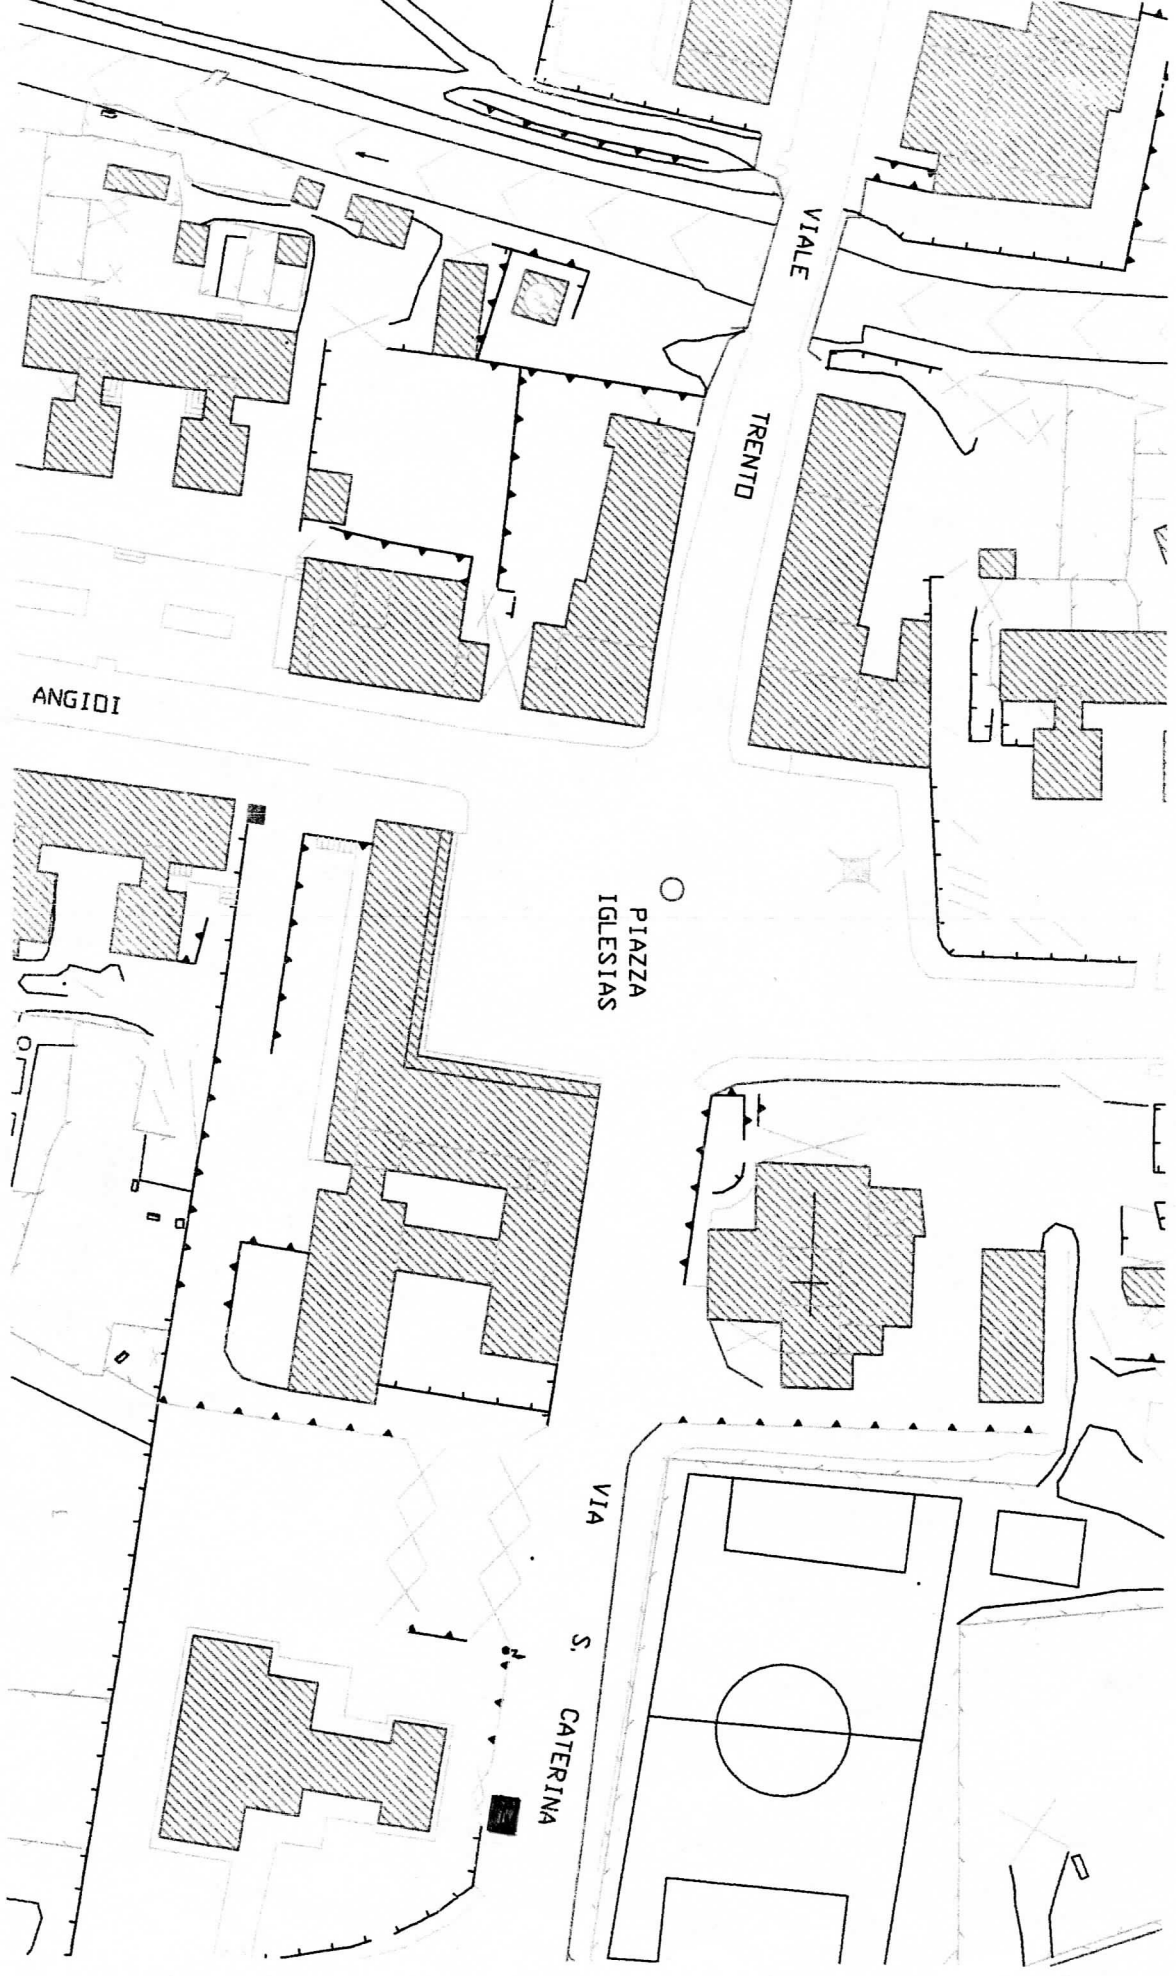 VIALE
TRENTO
ANGIOI
PIAZZA
IGLESIAS
VIA
S.
CATERINA